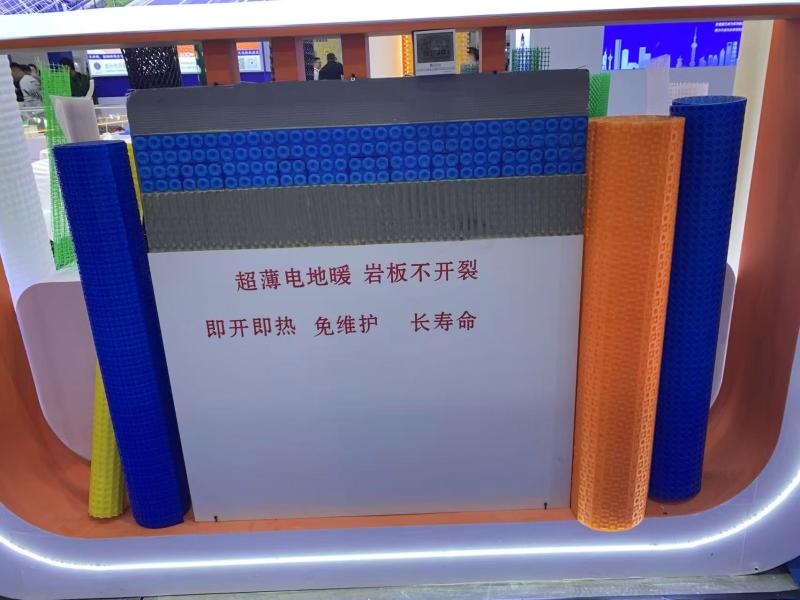 超薄电地暖 岩板不开裂
即开即热 免维护 长寿命